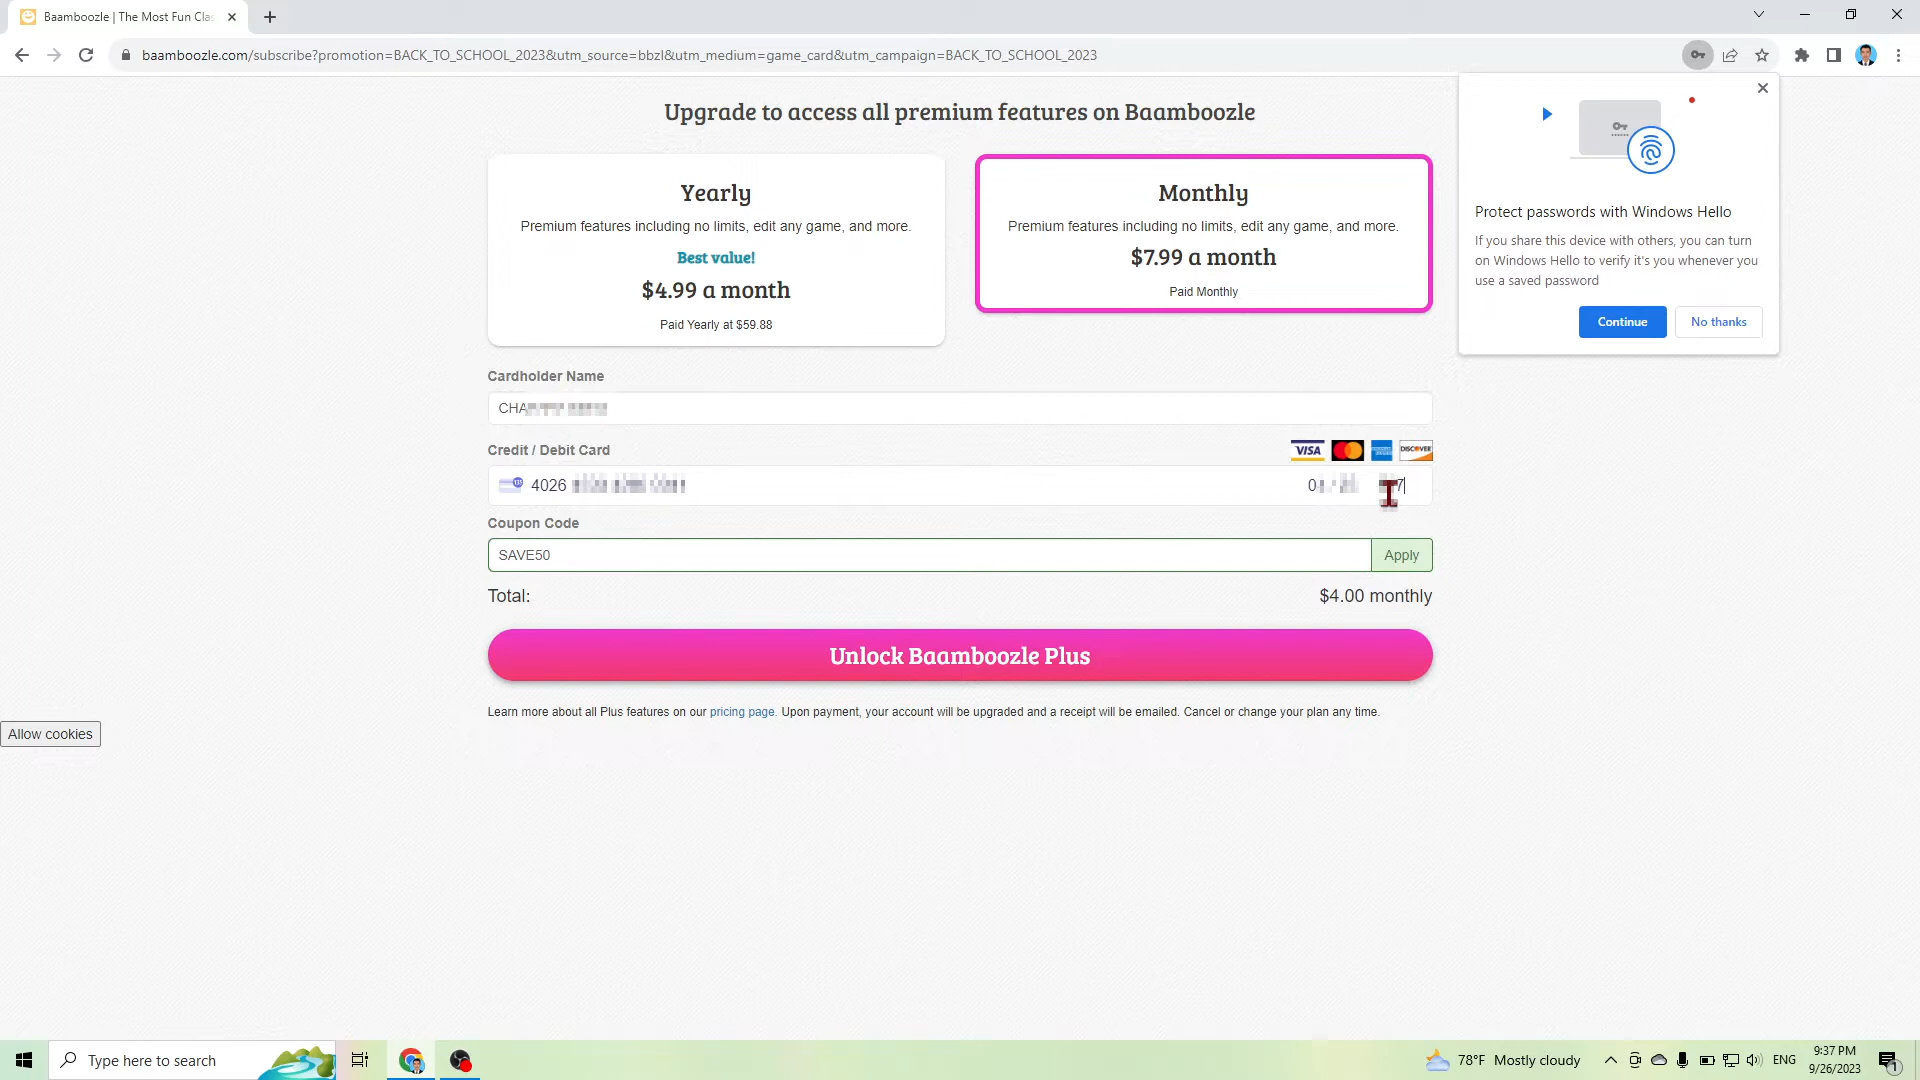 Baamboozle | The Most Fun Clas
baamboozle.com/subscribe?promotion=BACK_TO_SCHOOL_2023&utm_source=bbzl&utm_medium=game_card&utm_campaign=BACK_TO_SCHOOL_2023
Upgrade to access all premium features on Baamboozle
Yearly
Premium features including no limits, edit any game, and more.
Best value!
$4.99 a month
Paid Yearly at $59.88
Monthly
Premium features including no limits, edit any game, and more.
$7.99 a month
Paid Monthly
Protect passwords with Windows Hello
If you share this device with others, you can turn
on Windows Hello to verify it's you whenever you
use a saved password
Continue
No thanks
Cardholder Name
CHA
Credit / Debit Card
VISA
DISCOVER
4026
0
7
Coupon Code
SAVE50
Apply
Total:
$4.00 monthly
Unlock Baamboozle Plus
Learn more about all Plus features on our pricing page. Upon payment, your account will be upgraded and a receipt will be emailed. Cancel or change your plan any time.
Allow cookies
Type here to search
78°F Mostly cloudy
ENG
9:37 PM
9/26/2023
1